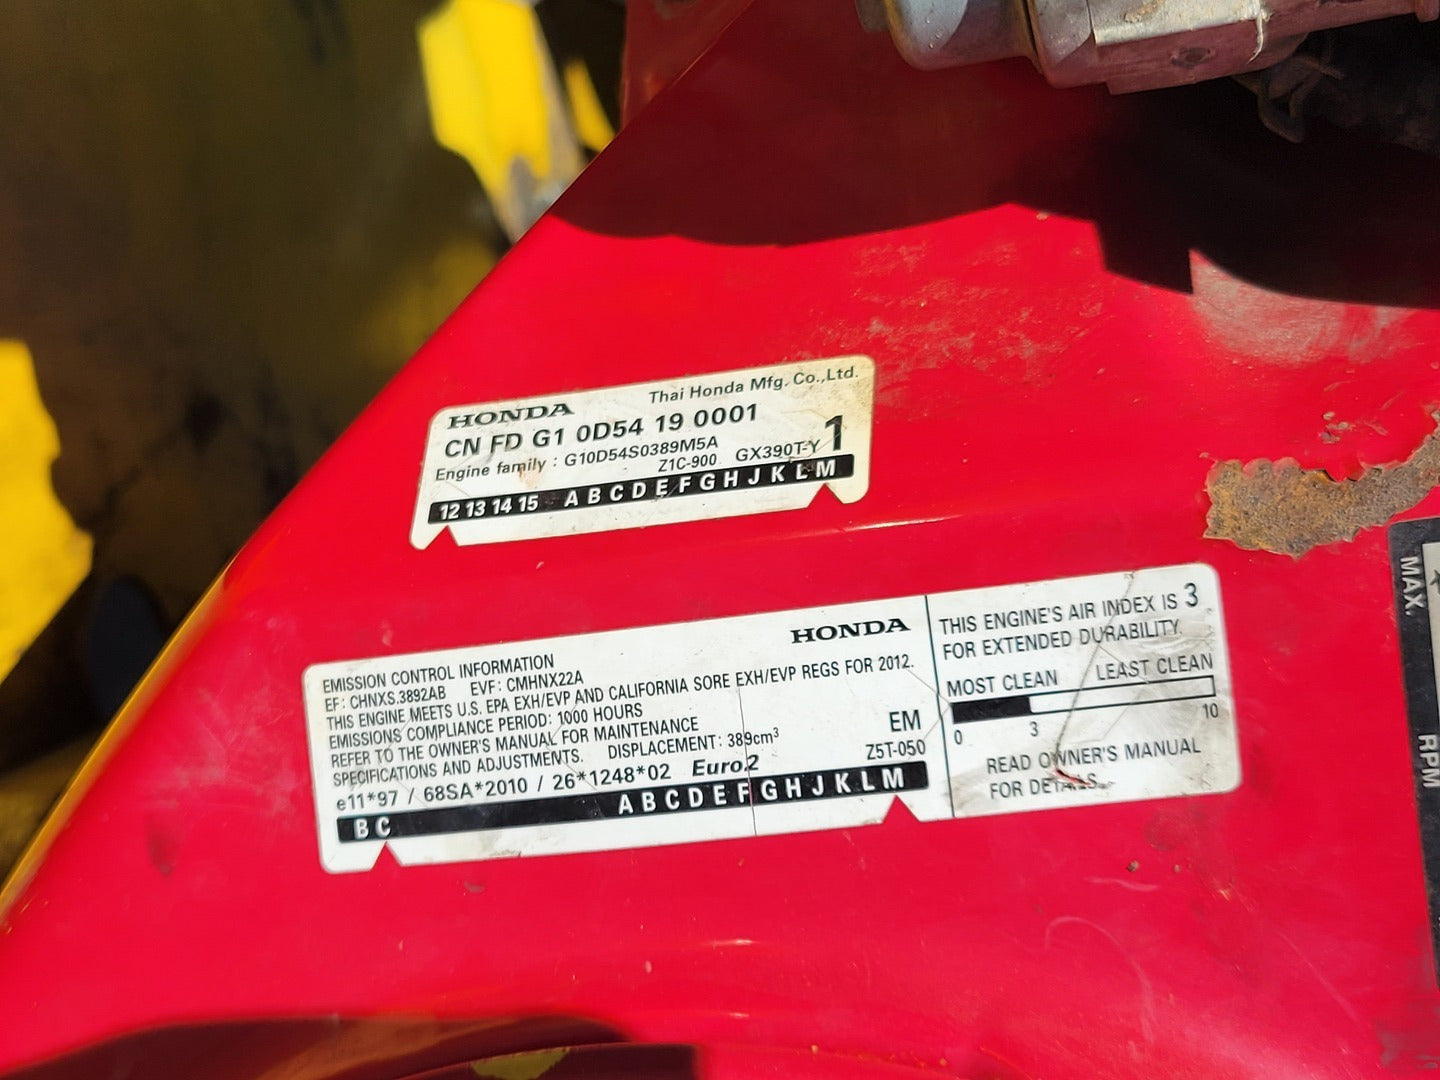 HONDA Thai Honda Mfg. Co.,Ltd.
CN FD G1 0D54 19 0001
Engine family : G10D54S0389M5A
Z1C-900 GX390T-Y 1
12 13 14 15 A B C D E F G H J K L M
HONDA
EMISSION CONTROL INFORMATION
EF: CHNXS.3892AB EVF: CMHNX22A
THIS ENGINE MEETS U.S. EPA EXH/EVP AND CALIFORNIA SORE EXH/EVP REGS FOR 2012.
EMISSIONS COMPLIANCE PERIOD: 1000 HOURS
REFER TO THE OWNER'S MANUAL FOR MAINTENANCE
SPECIFICATIONS AND ADJUSTMENTS. DISPLACEMENT: 389cm³
EM
e11*97 / 68SA*2010 / 26*1248*02 Euro.2 Z5T-050
B C A B C D E F G H J K L M
THIS ENGINE'S AIR INDEX IS 3
FOR EXTENDED DURABILITY.
MOST CLEAN LEAST CLEAN
0 3 10
READ OWNER'S MANUAL
FOR DETAILS.
MAX
RPM